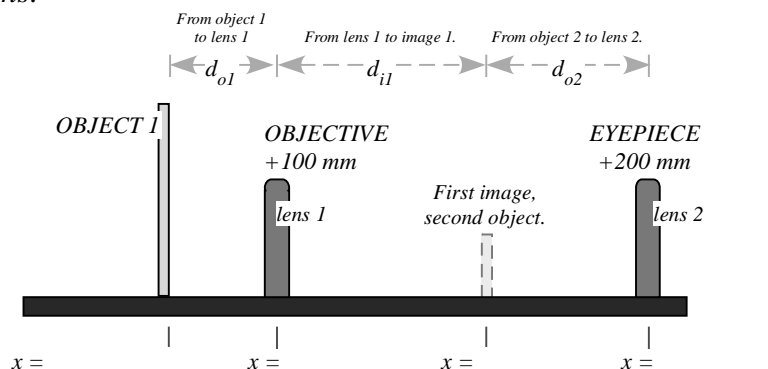 From object 1
to lens 1
From lens 1 to image 1.
From object 2 to lens 2.
do1
di1
do2
OBJECT 1
OBJECTIVE
+100 mm
EYEPIECE
+200 mm
First image,
second object.
lens 1
lens 2
x =
x =
x =
x =